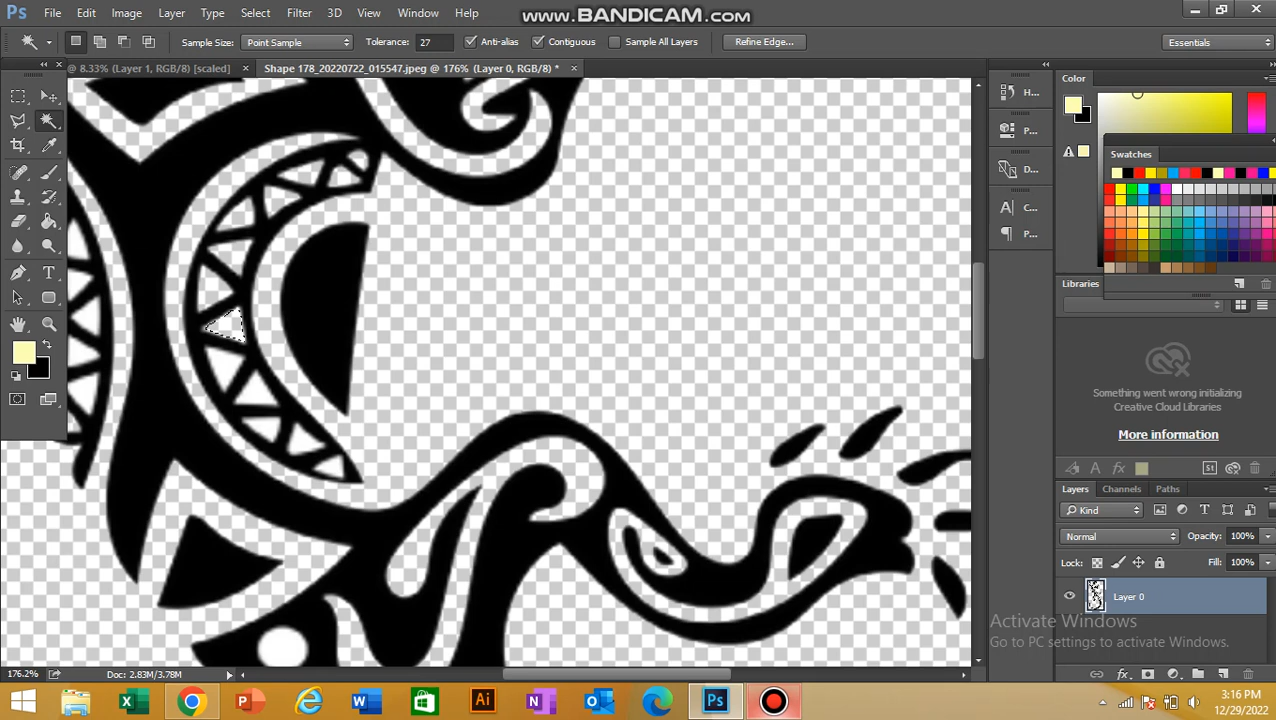 Ps File Edit Image Layer Type Select Filter 3D View Window Help
www.BANDICAM.com
Sample Size: Point Sample Tolerance: 27 Anti-alias Contiguous Sample All Layers Refine Edge... Essentials
@ 8.33% (Layer 1, RGB/8) [scaled] × Shape 178_20220722_015547.jpeg @ 176% (Layer 0, RGB/8) * ×
Color
H...
P...
Swatches
D...
C...
P...
Libraries
Something went wrong initializing
Creative Cloud Libraries
More information
Layers Channels Paths
Kind
Normal Opacity: 100%
Lock: Fill: 100%
Layer 0
Activate Windows
Go to PC settings to activate Windows.
176.2% Doc: 2.83M/3.78M
3:16 PM
12/29/2022